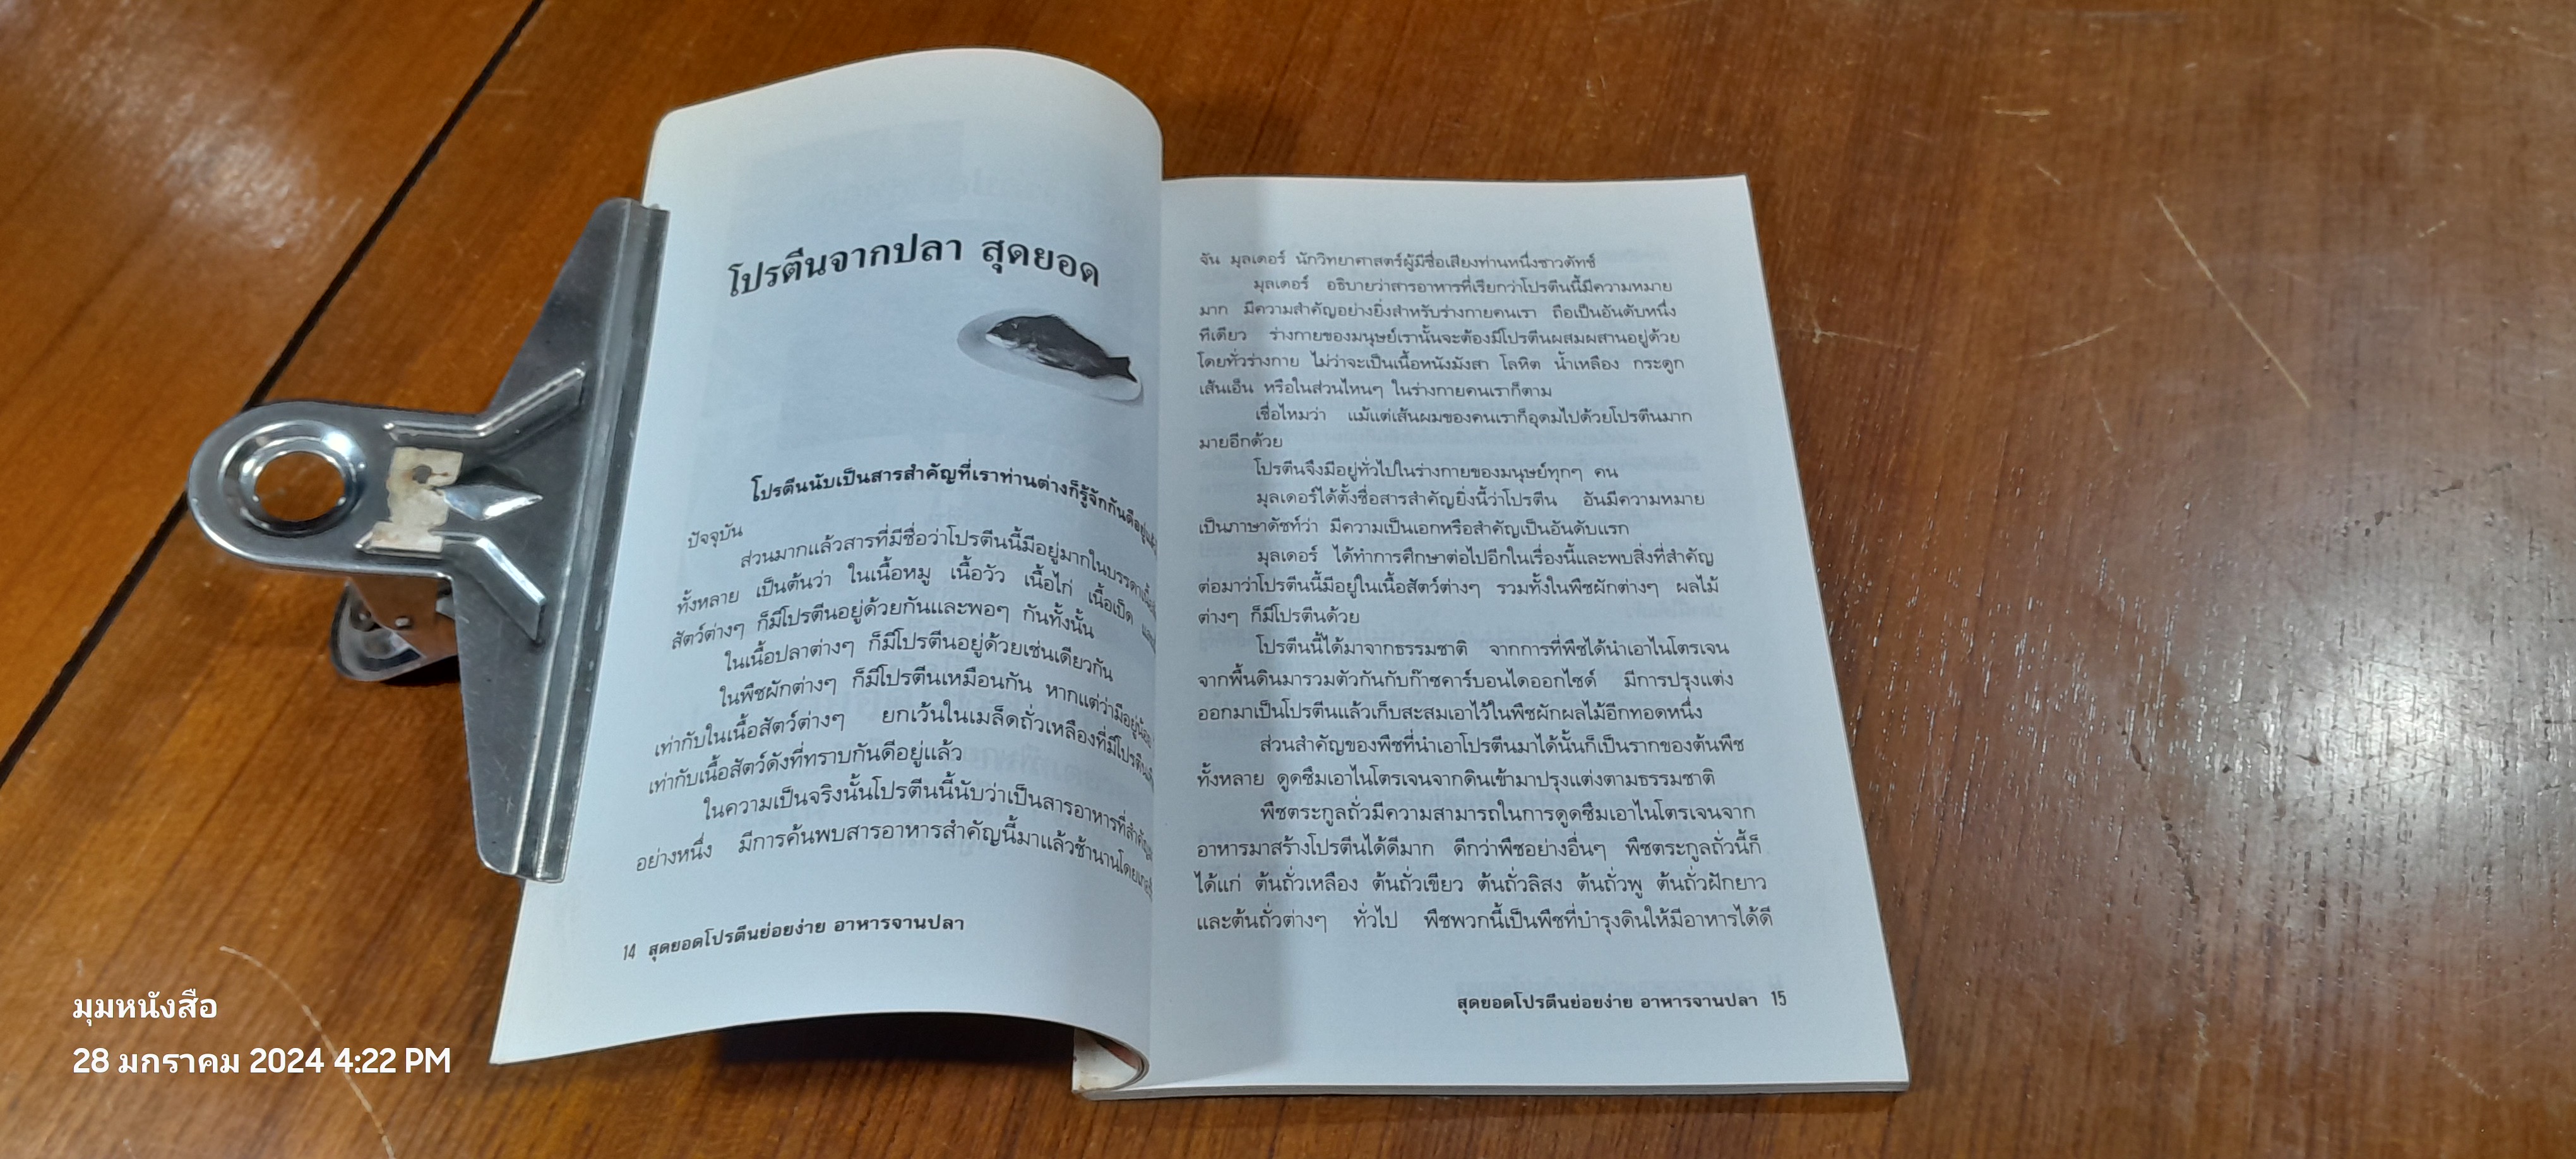 โปรตีนจากปลา สุดยอด
โปรตีนนับเป็นสารสำคัญที่เราท่านต่างก็รู้จักกันดีอยู่แล้ว
ปัจจุบัน
ส่วนมากแล้วสารที่มีชื่อว่าโปรตีนนี้มีอยู่มากในบรรดา
ทั้งหลาย เป็นต้นว่า ในเนื้อหมู เนื้อวัว เนื้อไก่ เนื้อเป็ด
สัตว์ต่างๆ ก็มีโปรตีนอยู่ด้วยกันและพอๆ กันทั้งนั้น
ในเนื้อปลาต่างๆ ก็มีโปรตีนอยู่ด้วยเช่นเดียวกัน
ในพืชผักต่างๆ ก็มีโปรตีนเหมือนกัน หากแต่ว่ามีอยู่น้อย
เท่ากับในเนื้อสัตว์ต่างๆ ยกเว้นในเมล็ดถั่วเหลืองที่มีโปรตีน
เท่ากับเนื้อสัตว์ดังที่ทราบกันดีอยู่แล้ว
ในความเป็นจริงนั้นโปรตีนนี้นับว่าเป็นสารอาหารที่สำคัญ
อย่างหนึ่ง มีการค้นพบสารอาหารสำคัญนี้มาแล้วช้านานโดย
14 สุดยอดโปรตีนย่อยง่าย อาหารจานปลา
จัน มุลเดอร์ นักวิทยาศาสตร์ผู้มีชื่อเสียงท่านหนึ่งชาวดัทช์
มุลเดอร์ อธิบายว่าสารอาหารที่เรียกว่าโปรตีนนี้มีความหมาย
มาก มีความสำคัญอย่างยิ่งสำหรับร่างกายคนเรา ถือเป็นอันดับหนึ่ง
ทีเดียว ร่างกายของมนุษย์เรานั้นจะต้องมีโปรตีนผสมผสานอยู่ด้วย
โดยทั่วร่างกาย ไม่ว่าจะเป็นเนื้อหนังมังสา โลหิต น้ำเหลือง กระดูก
เส้นเอ็น หรือในส่วนไหนๆ ในร่างกายคนเราก็ตาม
เชื่อไหมว่า แม้แต่เส้นผมของคนเราก็อุดมไปด้วยโปรตีนมาก
มายอีกด้วย
โปรตีนจึงมีอยู่ทั่วไปในร่างกายของมนุษย์ทุกๆ คน
มุลเดอร์ได้ตั้งชื่อสารสำคัญยิ่งนี้ว่าโปรตีน อันมีความหมาย
เป็นภาษาดัชท์ว่า มีความเป็นเอกหรือสำคัญเป็นอันดับแรก
มุลเดอร์ ได้ทำการศึกษาต่อไปอีกในเรื่องนี้และพบสิ่งที่สำคัญ
ต่อมาว่าโปรตีนนี้มีอยู่ในเนื้อสัตว์ต่างๆ รวมทั้งในพืชผักต่างๆ ผลไม้
ต่างๆ ก็มีโปรตีนด้วย
โปรตีนนี้ได้มาจากธรรมชาติ จากการที่พืชได้นำเอาไนโตรเจน
จากพื้นดินมารวมตัวกันกับก๊าซคาร์บอนไดออกไซด์ มีการปรุงแต่ง
ออกมาเป็นโปรตีนแล้วเก็บสะสมเอาไว้ในพืชผักผลไม้อีกทอดหนึ่ง
ส่วนสำคัญของพืชที่นำเอาโปรตีนมาได้นั้นก็เป็นรากของต้นพืช
ทั้งหลาย ดูดซึมเอาไนโตรเจนจากดินเข้ามาปรุงแต่งตามธรรมชาติ
พืชตระกูลถั่วมีความสามารถในการดูดซึมเอาไนโตรเจนจาก
อาหารมาสร้างโปรตีนได้ดีมาก ดีกว่าพืชอย่างอื่นๆ พืชตระกูลถั่วนี้ก็
ได้แก่ ต้นถั่วเหลือง ต้นถั่วเขียว ต้นถั่วลิสง ต้นถั่วพู ต้นถั่วฝักยาว
และต้นถั่วต่างๆ ทั่วไป พืชพวกนี้เป็นพืชที่บำรุงดินให้มีอาหารได้ดี
สุดยอดโปรตีนย่อยง่าย อาหารจานปลา 15
มุมหนังสือ
28 มกราคม 2024 4:22 PM